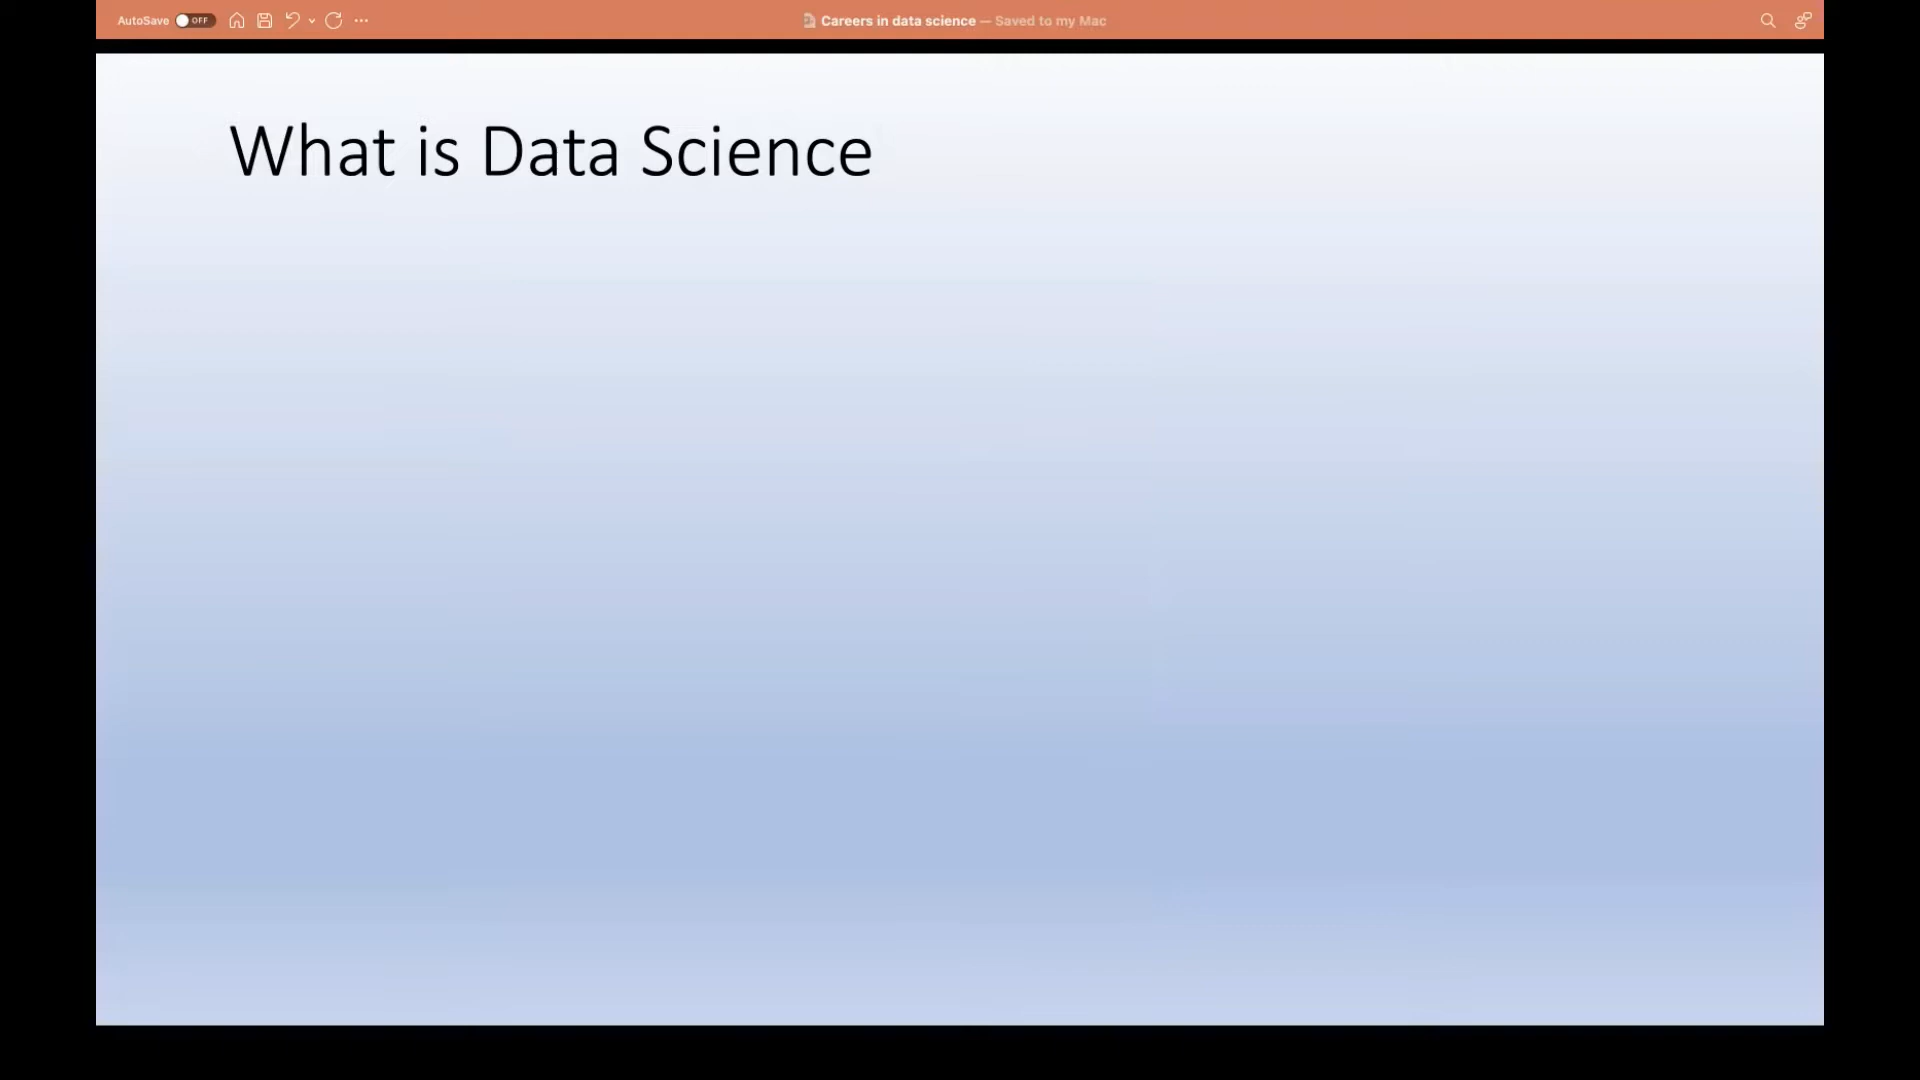 AutoSave OFF
Careers in data science — Saved to my Mac
What is Data Science